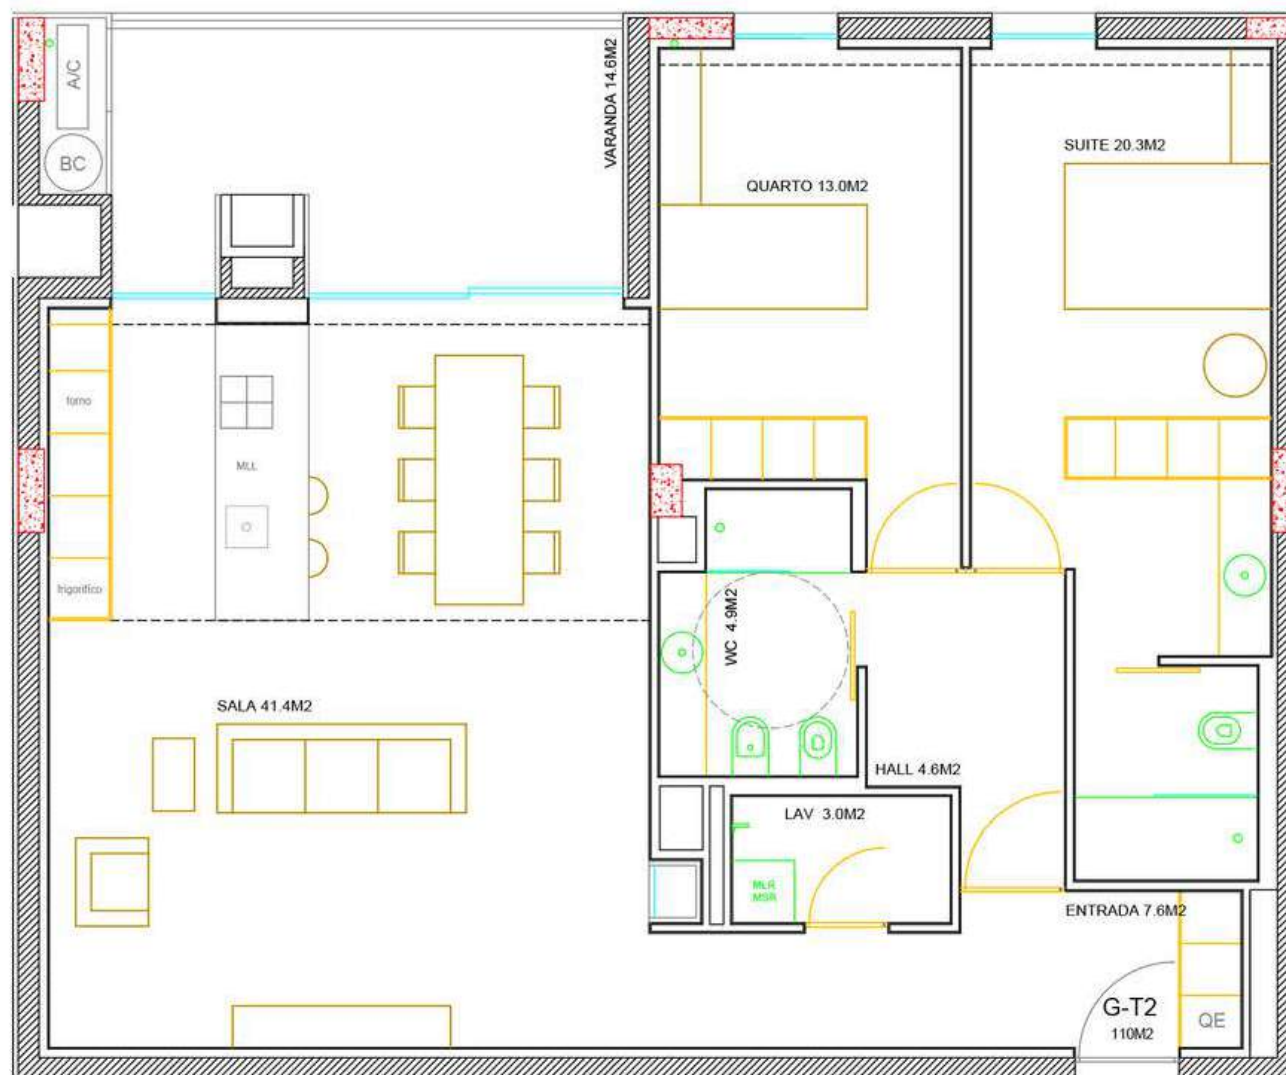 A/C
BC
VARANDA 14.6M2
QUARTO 13.0M2
SUITE 20.3M2
forno
MLL
frigorifico
WC 4.9M2
SALA 41.4M2
HALL 4.6M2
LAV 3.0M2
MLR
MSR
ENTRADA 7.6M2
G-T2
110M2
QE